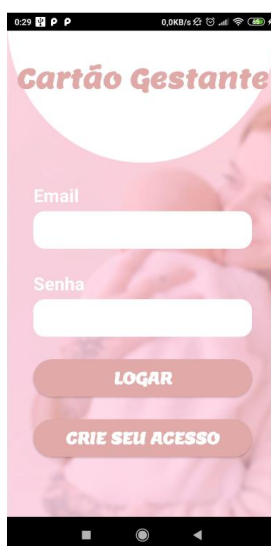 0:29 P P 0,0KB/s
Cartão Gestante
Email
Senha
LOGAR
CRIE SEU ACESSO